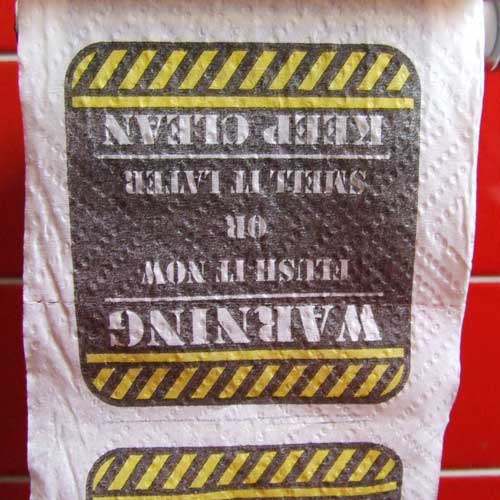 WARNING
FLUSH IT NOW
OR
SMELL IT LATER
KEEP CLEAN